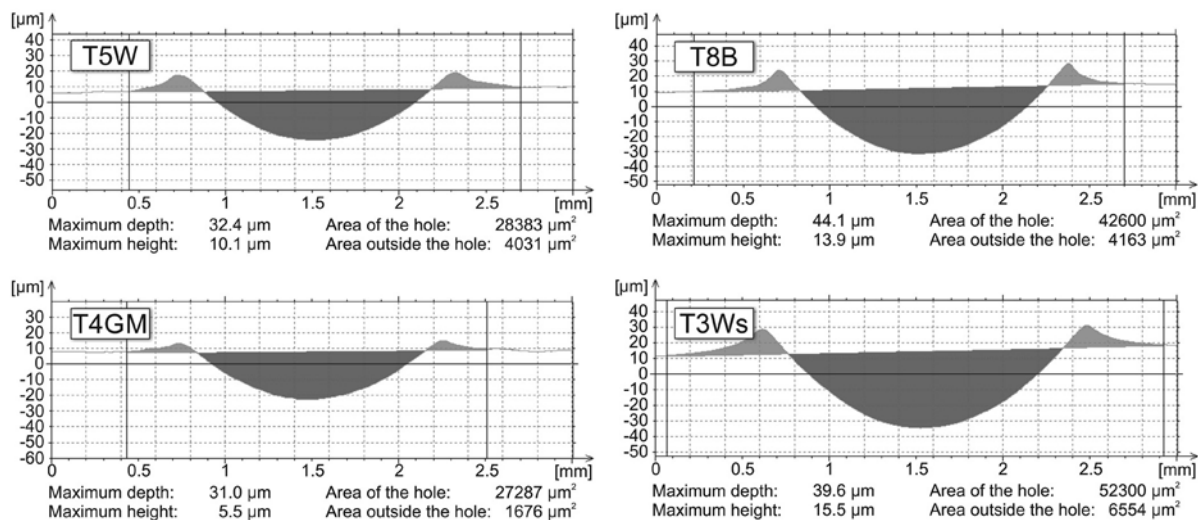 [µm]
T5W
40
30
20
10
0
-10
-20
-30
-40
-50
0 0.5 1 1.5 2 2.5 [mm]
Maximum depth: 32.4 µm Area of the hole: 28383 µm²
Maximum height: 10.1 µm Area outside the hole: 4031 µm²
[µm]
T8B
40
30
20
10
0
-10
-20
-30
-40
-50
0 0.5 1 1.5 2 2.5 [mm]
Maximum depth: 44.1 µm Area of the hole: 42600 µm²
Maximum height: 13.9 µm Area outside the hole: 4163 µm²
[µm]
T4GM
30
20
10
0
-10
-20
-30
-40
-50
-60
0 0.5 1 1.5 2 2.5 [mm]
Maximum depth: 31.0 µm Area of the hole: 27287 µm²
Maximum height: 5.5 µm Area outside the hole: 1676 µm²
[µm]
T3Ws
40
30
20
10
0
-10
-20
-30
-40
-50
0 0.5 1 1.5 2 2.5 [mm]
Maximum depth: 39.6 µm Area of the hole: 52300 µm²
Maximum height: 15.5 µm Area outside the hole: 6554 µm²